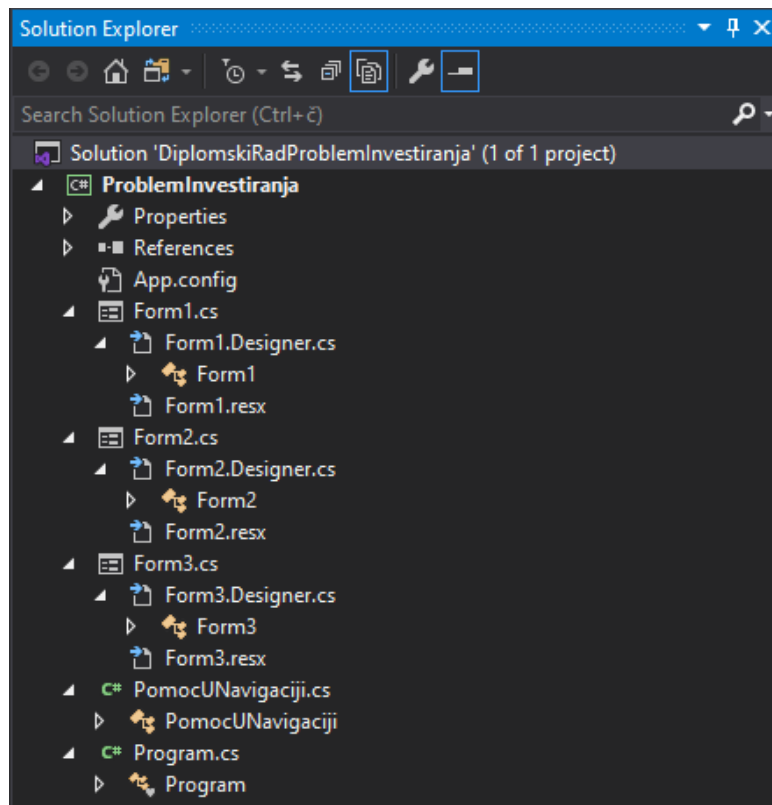 Solution Explorer
Search Solution Explorer (Ctrl+č)
Solution 'DiplomskiRadProblemInvestiranja' (1 of 1 project)
C# ProblemInvestiranja
Properties
References
App.config
Form1.cs
Form1.Designer.cs
Form1
Form1.resx
Form2.cs
Form2.Designer.cs
Form2
Form2.resx
Form3.cs
Form3.Designer.cs
Form3
Form3.resx
C# PomocUNavigaciji.cs
PomocUNavigaciji
C# Program.cs
Program